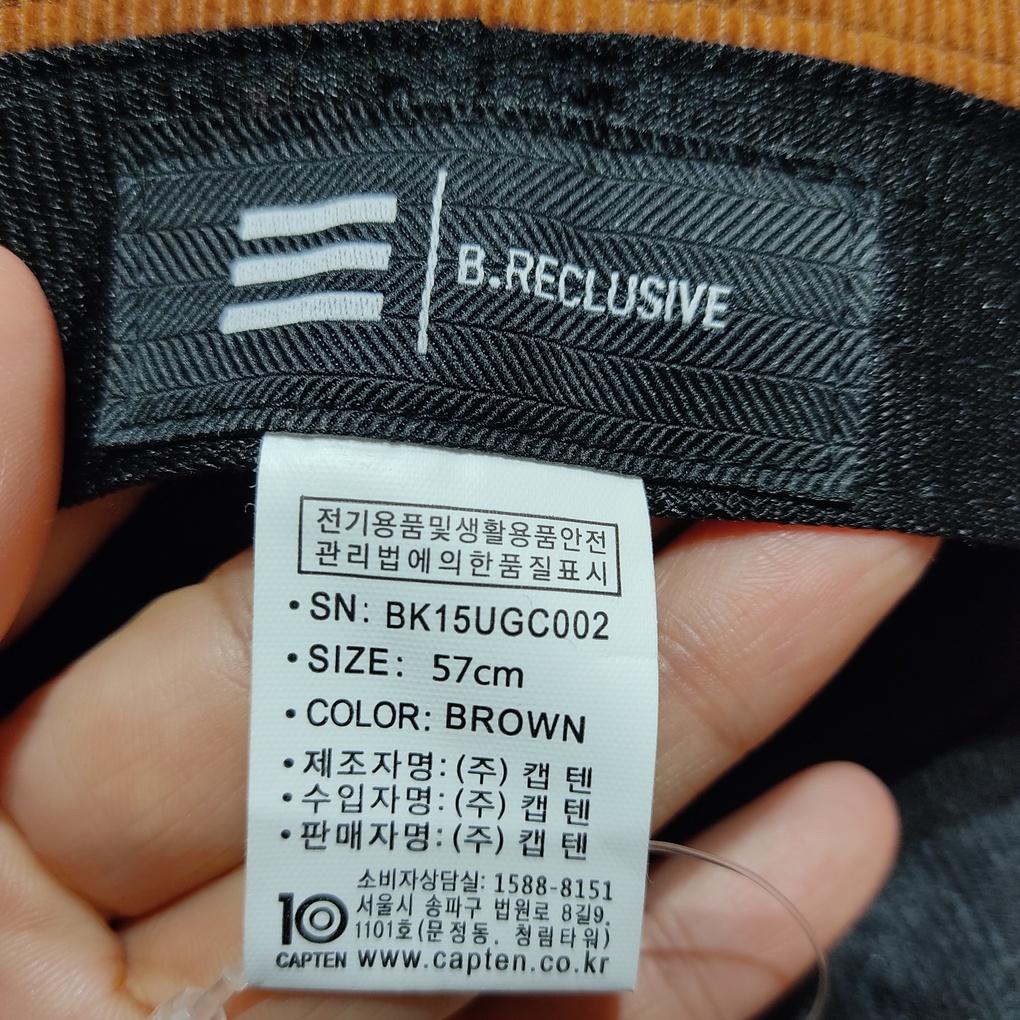 B.RECLUSIVE
전기용품및생활용품안전
관리법에의한품질표시
•SN: BK15UGC002
•SIZE: 57cm
•COLOR: BROWN
•제조자명:(주) 캡 텐
•수입자명:(주) 캡 텐
•판매자명:(주) 캡 텐
소비자상담실: 1588-8151
서울시 송파구 법원로 8길9,
1101호(문정동, 청림타워)
10
CAPTEN www.capten.co.kr